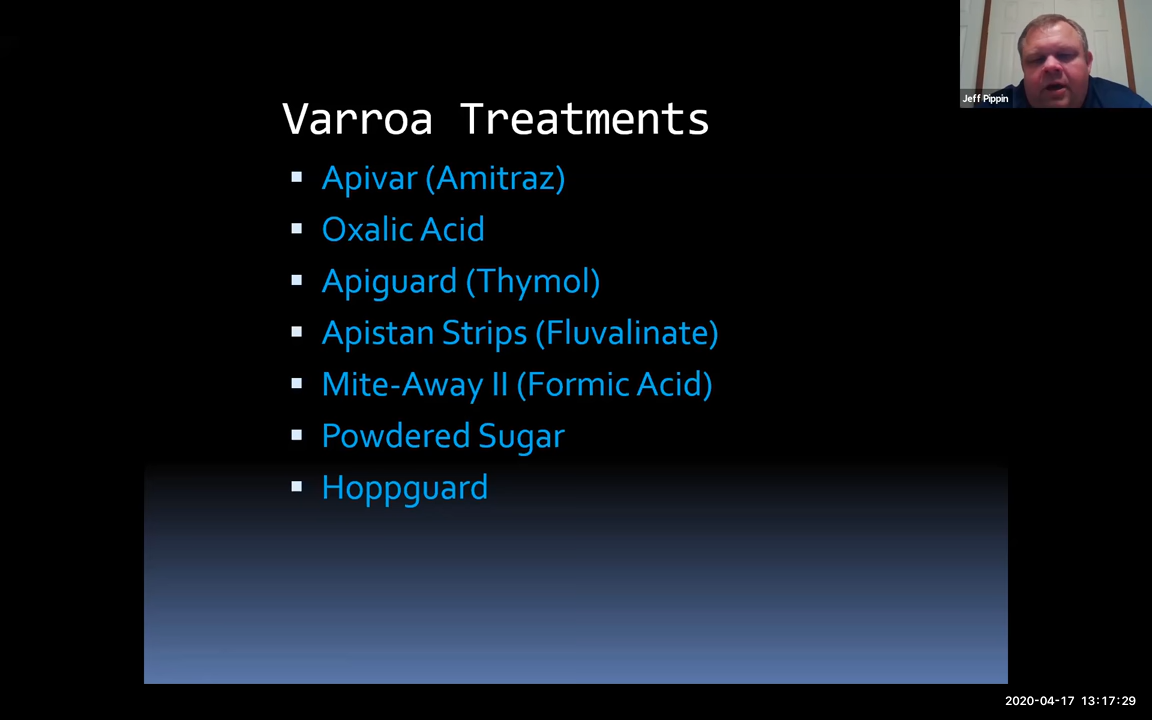 Jeff Pippin
Varroa Treatments
Apivar (Amitraz)
Oxalic Acid
Apiguard (Thymol)
Apistan Strips (Fluvalinate)
Mite-Away II (Formic Acid)
Powdered Sugar
Hoppguard
2020-04-17 13:17:29